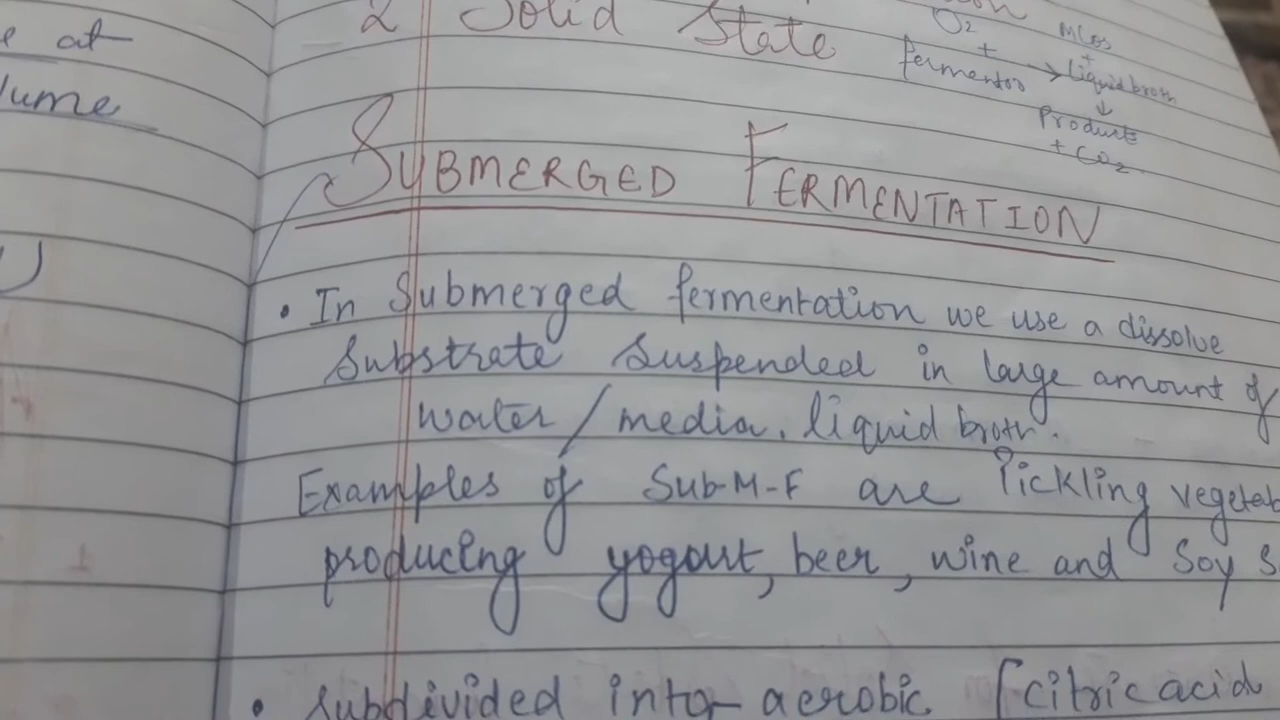 e at
lume
2 Solid State
O2
+
fermentor → liquid broth
MCOs
+
↓
Products
+ CO2
SUBMERGED FERMENTATION
• In Submerged fermentation we use a dissolve
Substrate Suspended in large amount of
water / media. liquid broth.
Examples of Sub-M-F are Pickling vegetab
producing yogurt, beer, wine and Soy S
• Subdivided into aerobic [citric acid